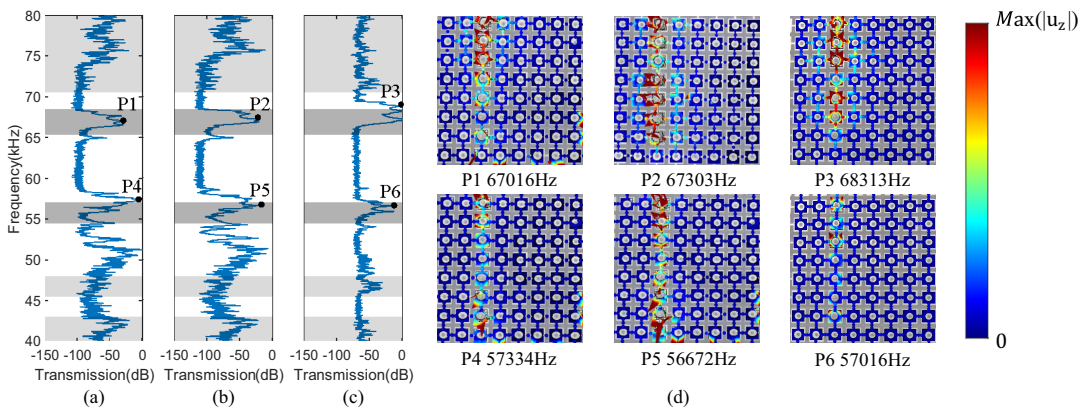 80
75
70
65
60
55
50
45
40
Frequency(kHz)
P1
P4
P2
P5
P3
P6
-150 -100 -50 0
-150 -100 -50 0
-150 -100 -50 0
Transmission(dB)
Transmission(dB)
Transmission(dB)
(a)
(b)
(c)
P1 67016Hz
P2 67303Hz
P3 68313Hz
P4 57334Hz
P5 56672Hz
P6 57016Hz
(d)
Max(|u_z|)
0